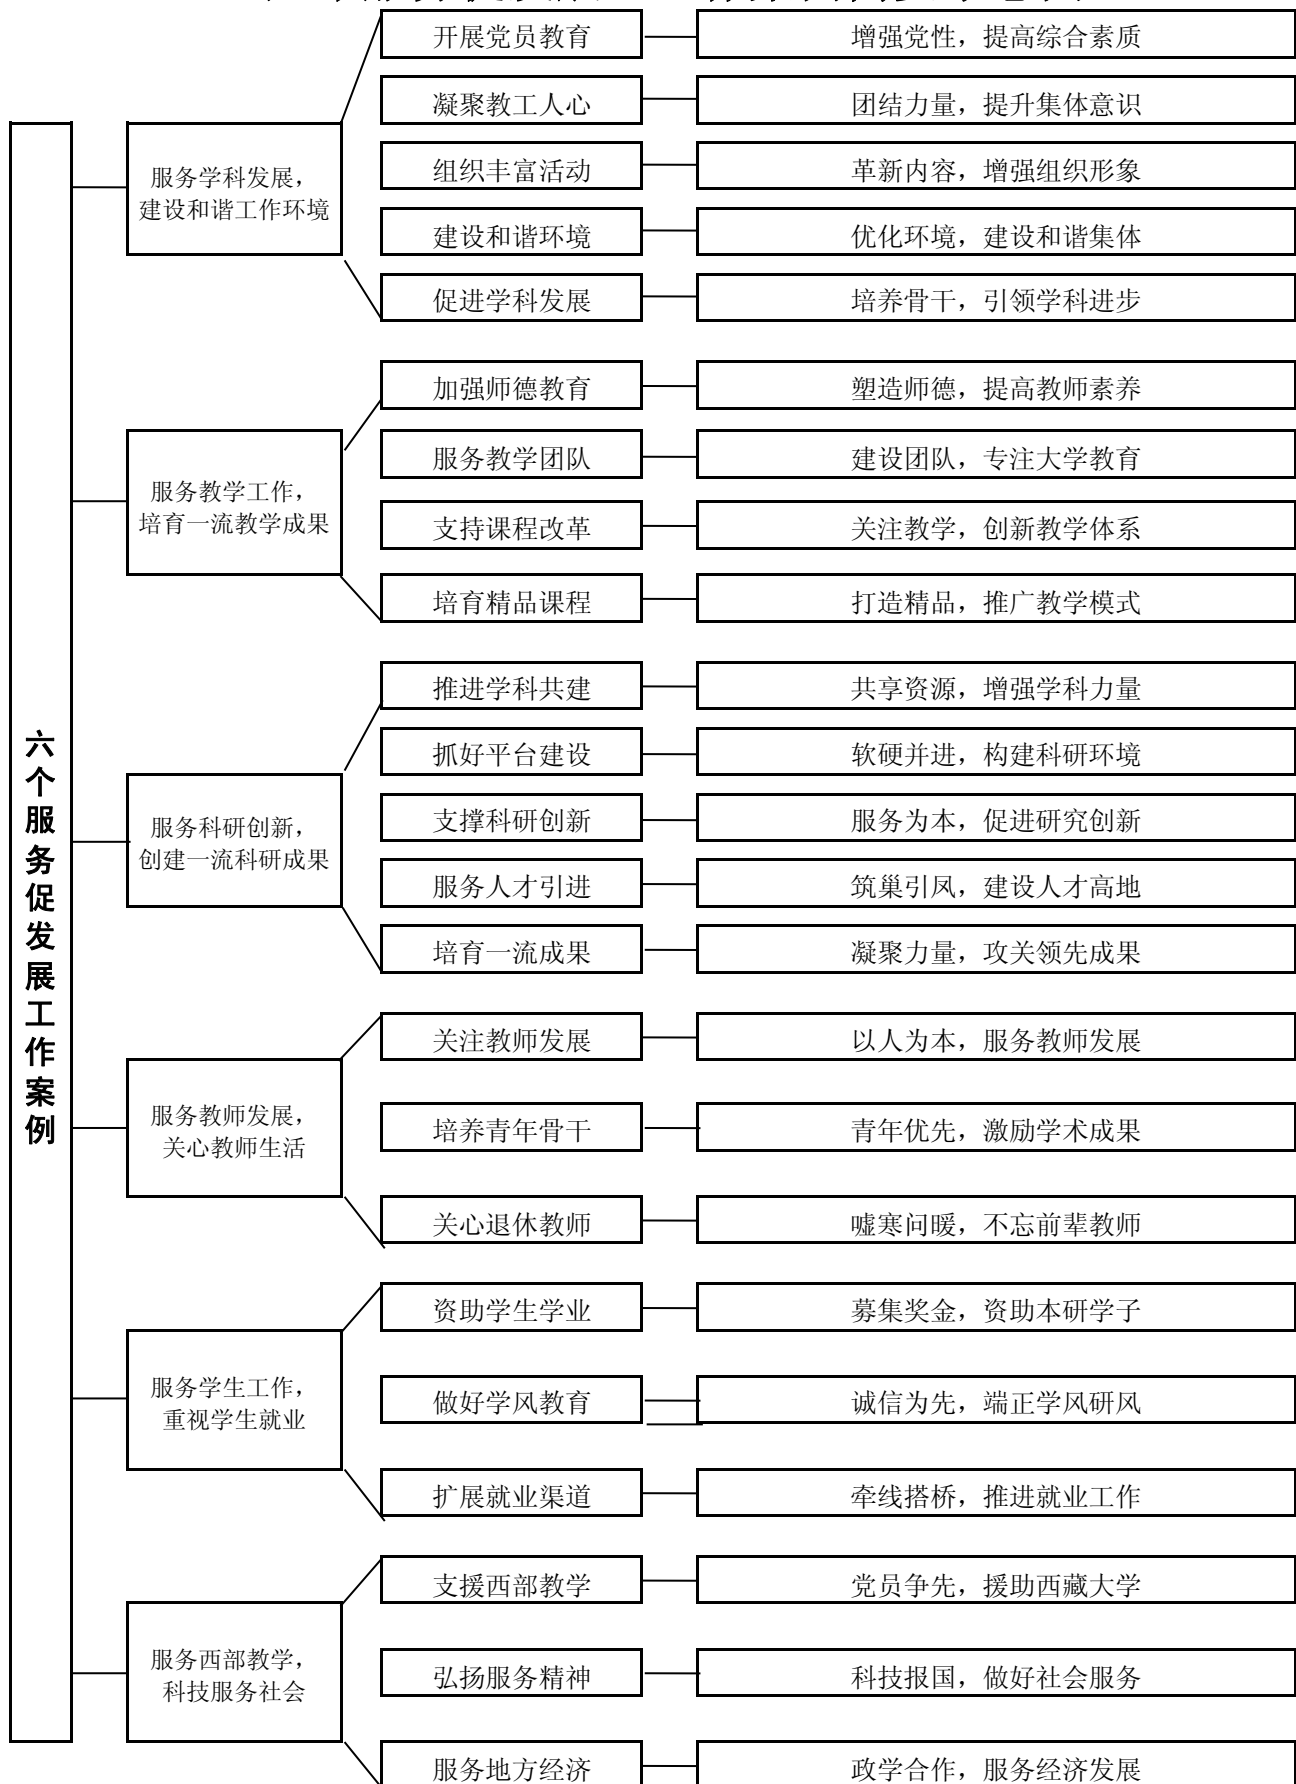 六个服务促发展工作案例
服务学科发展，
建设和谐工作环境
开展党员教育
增强党性，提高综合素质
凝聚教工人心
团结力量，提升集体意识
组织丰富活动
革新内容，增强组织形象
建设和谐环境
优化环境，建设和谐集体
促进学科发展
培养骨干，引领学科进步
服务教学工作，
培育一流教学成果
加强师德教育
塑造师德，提高教师素养
服务教学团队
建设团队，专注大学教育
支持课程改革
关注教学，创新教学体系
培育精品课程
打造精品，推广教学模式
服务科研创新，
创建一流科研成果
推进学科共建
共享资源，增强学科力量
抓好平台建设
软硬并进，构建科研环境
支撑科研创新
服务为本，促进研究创新
服务人才引进
筑巢引凤，建设人才高地
培育一流成果
凝聚力量，攻关领先成果
服务教师发展，
关心教师生活
关注教师发展
以人为本，服务教师发展
培养青年骨干
青年优先，激励学术成果
关心退休教师
嘘寒问暖，不忘前辈教师
服务学生工作，
重视学生就业
资助学生学业
募集奖金，资助本研学子
做好学风教育
诚信为先，端正学风研风
扩展就业渠道
牵线搭桥，推进就业工作
服务西部教学，
科技服务社会
支援西部教学
党员争先，援助西藏大学
弘扬服务精神
科技报国，做好社会服务
服务地方经济
政学合作，服务经济发展